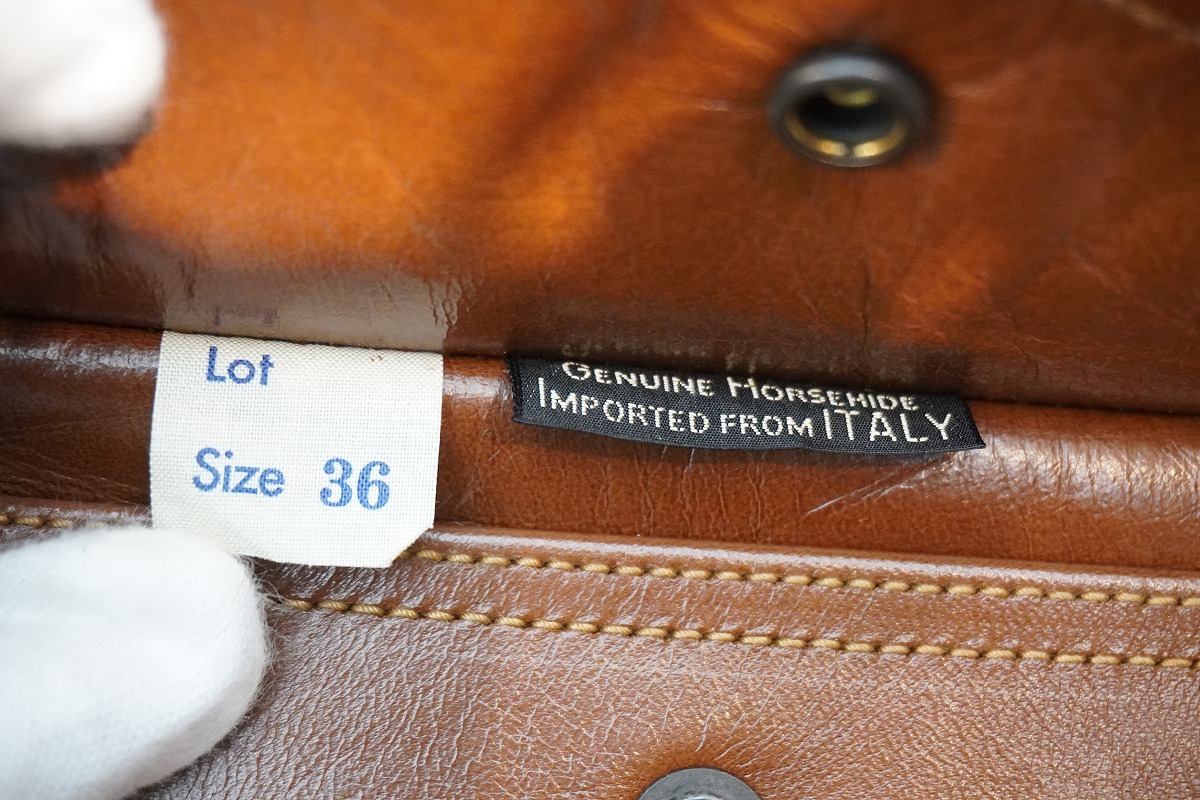 Lot
Size 36
GENUINE HORSEHIDE
IMPORTED FROM ITALY